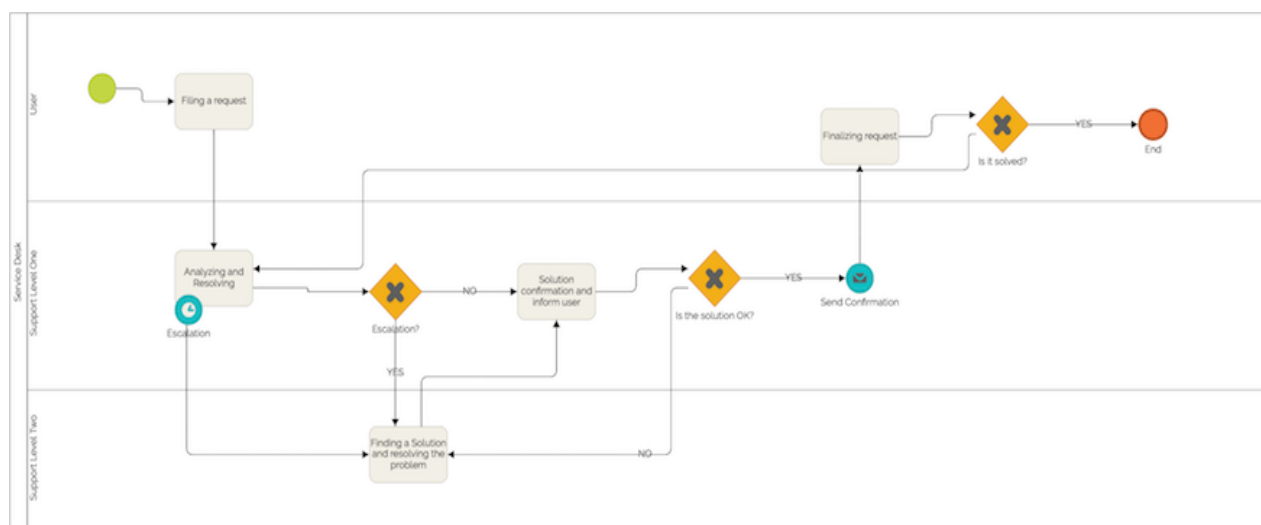 Service Desk
User
Filing a request
Finalizing request
Is it solved?
YES
End
Support Level One
Analyzing and
Resolving
Escalation
Escalation?
NO
YES
Solution
confirmation and
inform user
Is the solution OK?
YES
Send Confirmation
Support Level Two
Finding a Solution
and resolving the
problem
NO